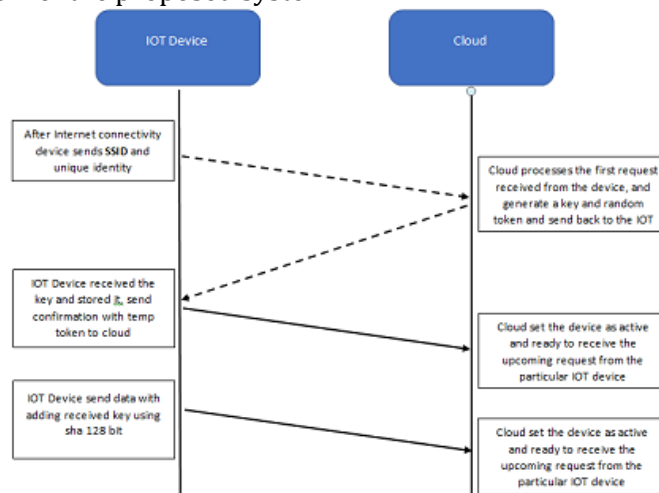 IOT Device
Cloud
After Internet connectivity
device sends SSID and
unique identity
Cloud processes the first request
received from the device, and
generate a key and random
token and send back to the IOT
IOT Device received the
key and stored it, send
confirmation with temp
token to cloud
Cloud set the device as active
and ready to receive the
upcoming request from the
particular IOT device
IOT Device send data with
adding received key using
sha 128 bit
Cloud set the device as active
and ready to receive the
upcoming request from the
particular IOT device